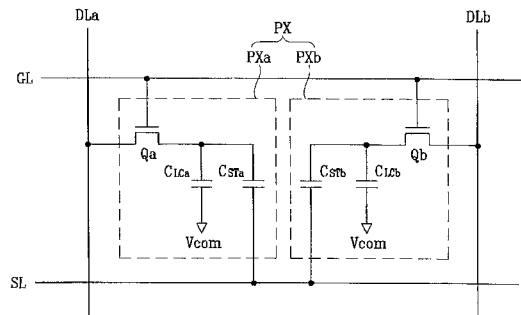 DLa DLb
PX
PXa PXb
GL
Qa Qb
CLCa CSTa CSTb CLCb
Vcom Vcom
SL